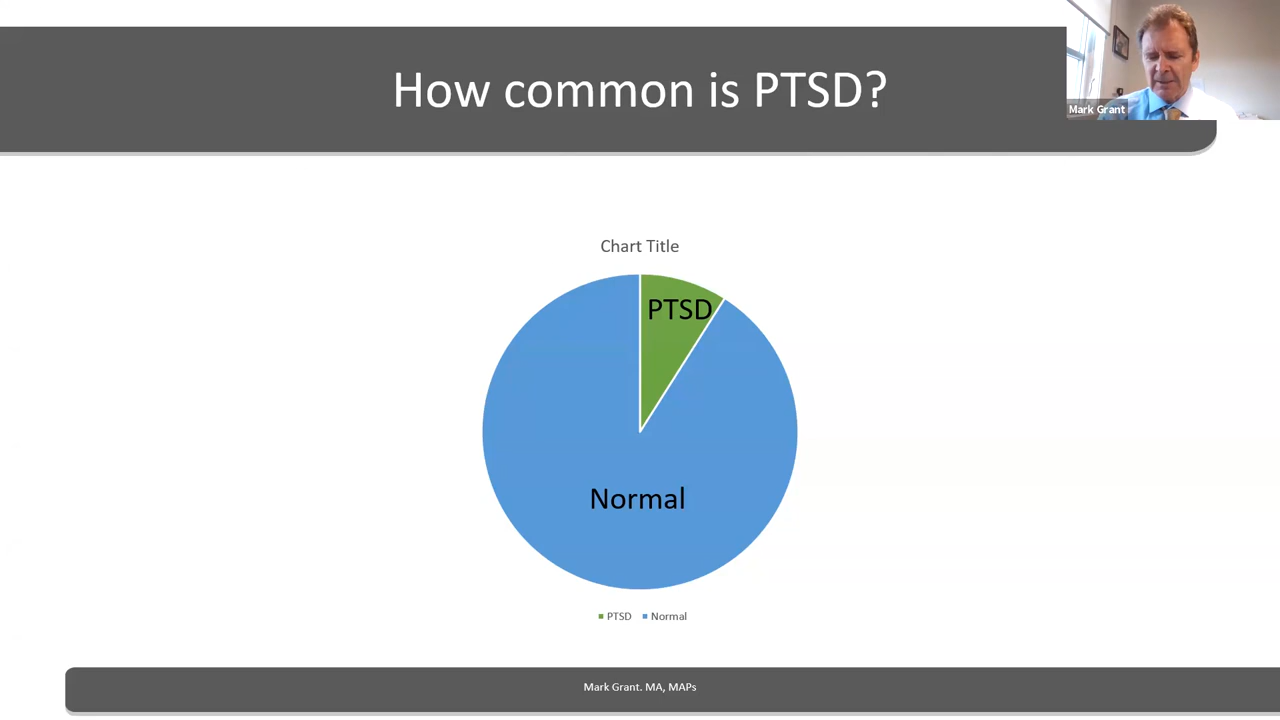 How common is PTSD?
Mark Grant
Chart Title
PTSD
Normal
PTSD Normal
Mark Grant. MA, MAPs